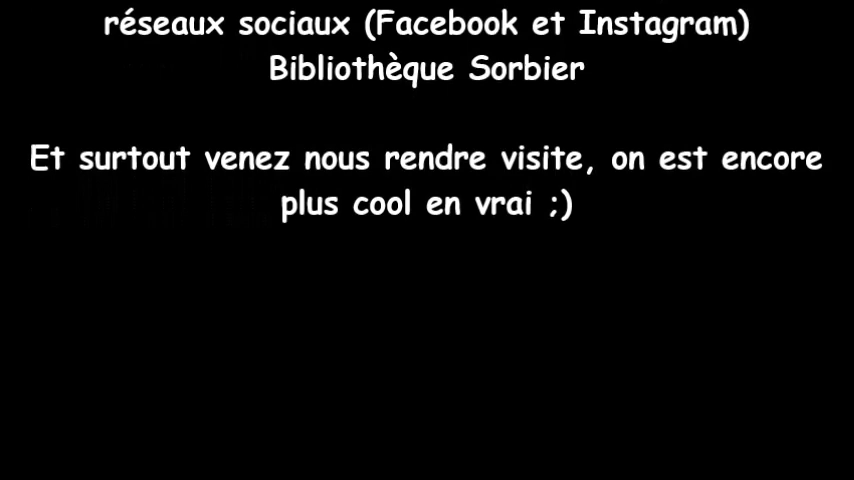 réseaux sociaux (Facebook et Instagram)
Bibliothèque Sorbier
Et surtout venez nous rendre visite, on est encore
plus cool en vrai ;)